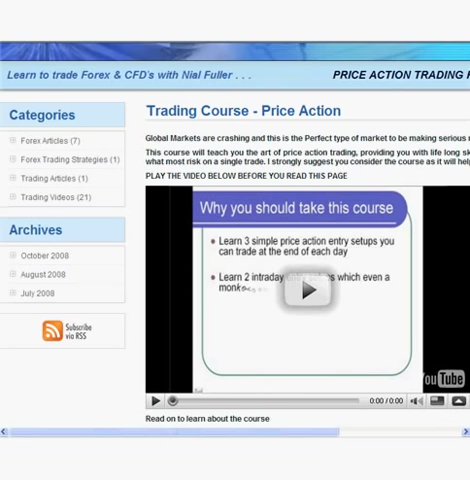 Learn to trade Forex & CFD's with Nial Fuller . . .
PRICE ACTION TRADING
Categories
Forex Articles (7)
Forex Trading Strategies (1)
Trading Articles (1)
Trading Videos (21)
Archives
October 2008
August 2008
July 2008
Subscribe
via RSS
Trading Course - Price Action
Global Markets are crashing and this is the Perfect type of market to be making serious
This course will teach you the art of price action trading, providing you with life long
what most risk on a single trade. I strongly suggest you consider the course as it will
PLAY THE VIDEO BELOW BEFORE YOU READ THIS PAGE
Why you should take this course
Learn 3 simple price action entry setups you
can trade at the end of each day
Learn 2 intraday which even a
YouTube
0:00 / 0:00
Read on to learn about the course